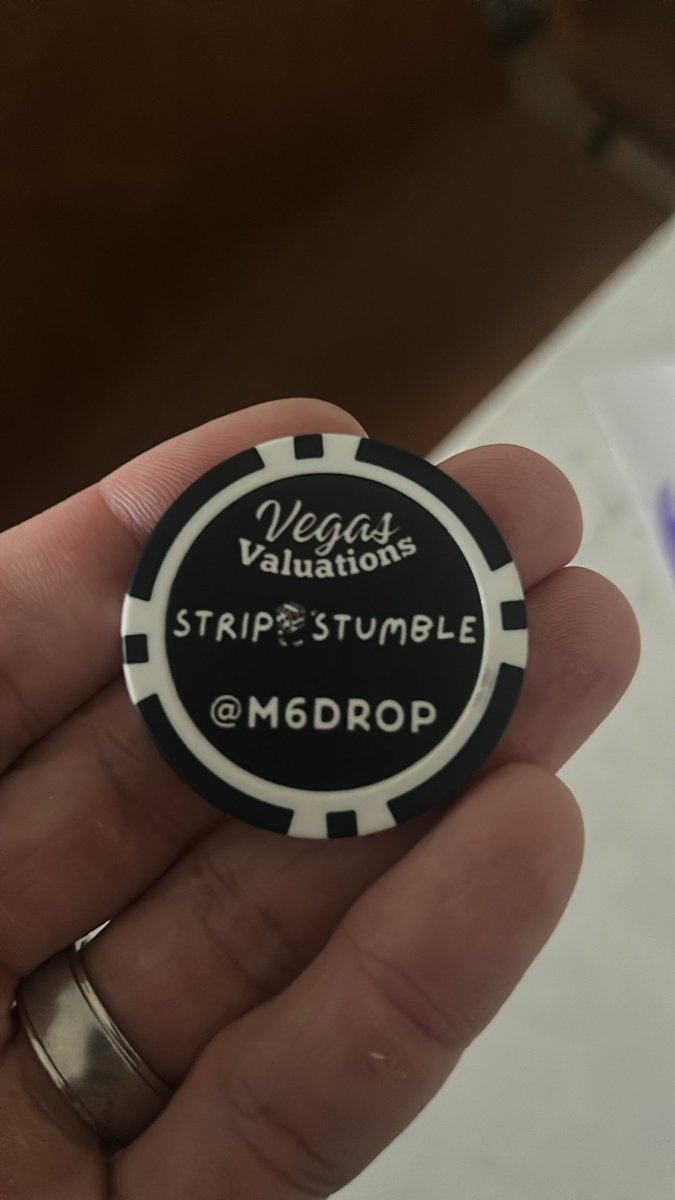 Vegas
Valuations
STRIP STUMBLE
@M6DROP